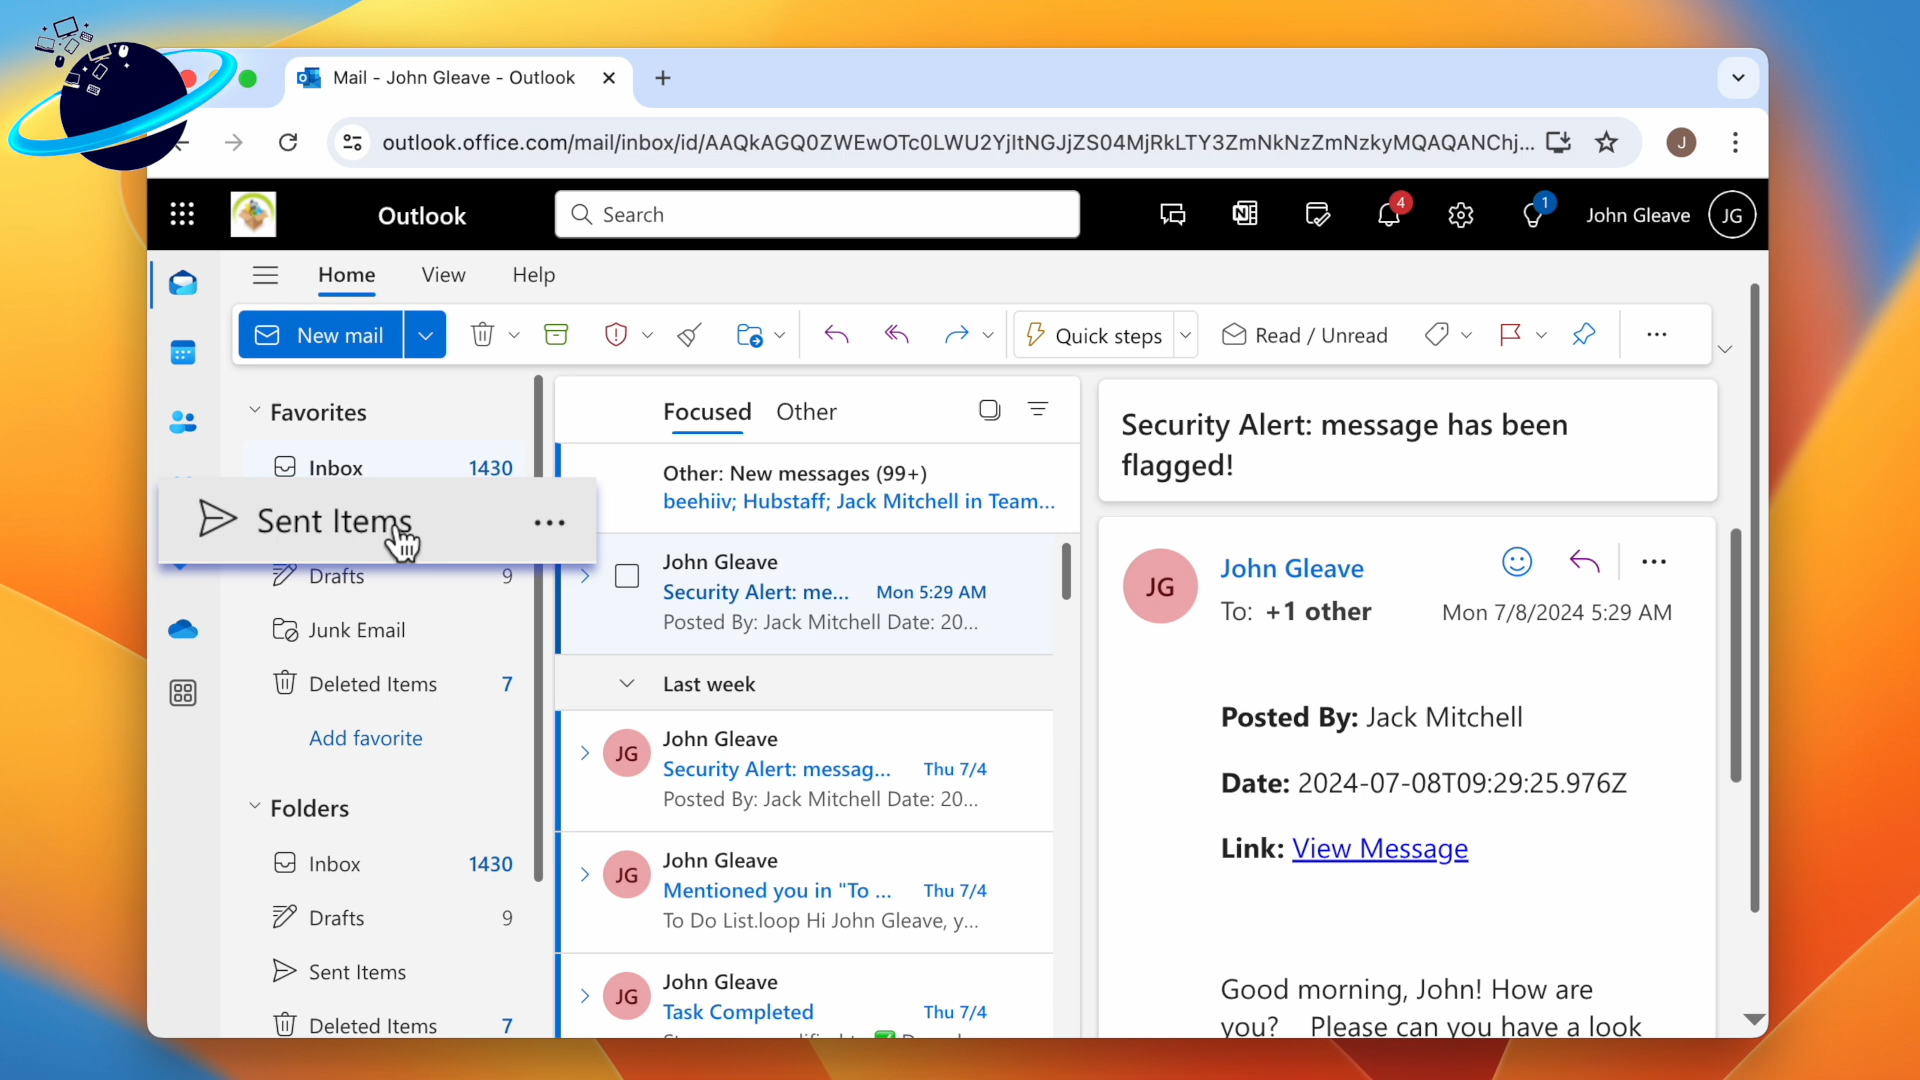 Mail - John Gleave - Outlook
outlook.office.com/mail/inbox/id/AAQkAGQ0ZWEwOTc0LWU2YjItNGJjZS04MjRkLTY3ZmNkNzZmNzkyMQAQANChj...
J
Outlook
Search
4
1
John Gleave
JG
Home
View
Help
New mail
Quick steps
Read / Unread
Favorites
Inbox
1430
Sent Items
Drafts
9
Junk Email
Deleted Items
7
Add favorite
Folders
Inbox
1430
Drafts
9
Sent Items
Deleted Items
7
Focused
Other
Other: New messages (99+)
beehiiv; Hubstaff; Jack Mitchell in Team...
John Gleave
Security Alert: me...
Mon 5:29 AM
Posted By: Jack Mitchell Date: 20...
Last week
JG
John Gleave
Security Alert: messag...
Thu 7/4
Posted By: Jack Mitchell Date: 20...
JG
John Gleave
Mentioned you in "To ...
Thu 7/4
To Do List.loop Hi John Gleave, y...
JG
John Gleave
Task Completed
Thu 7/4
Security Alert: message has been
flagged!
JG
John Gleave
To: +1 other
Mon 7/8/2024 5:29 AM
Posted By: Jack Mitchell
Date: 2024-07-08T09:29:25.976Z
Link: View Message
Good morning, John! How are
you? Please can you have a look